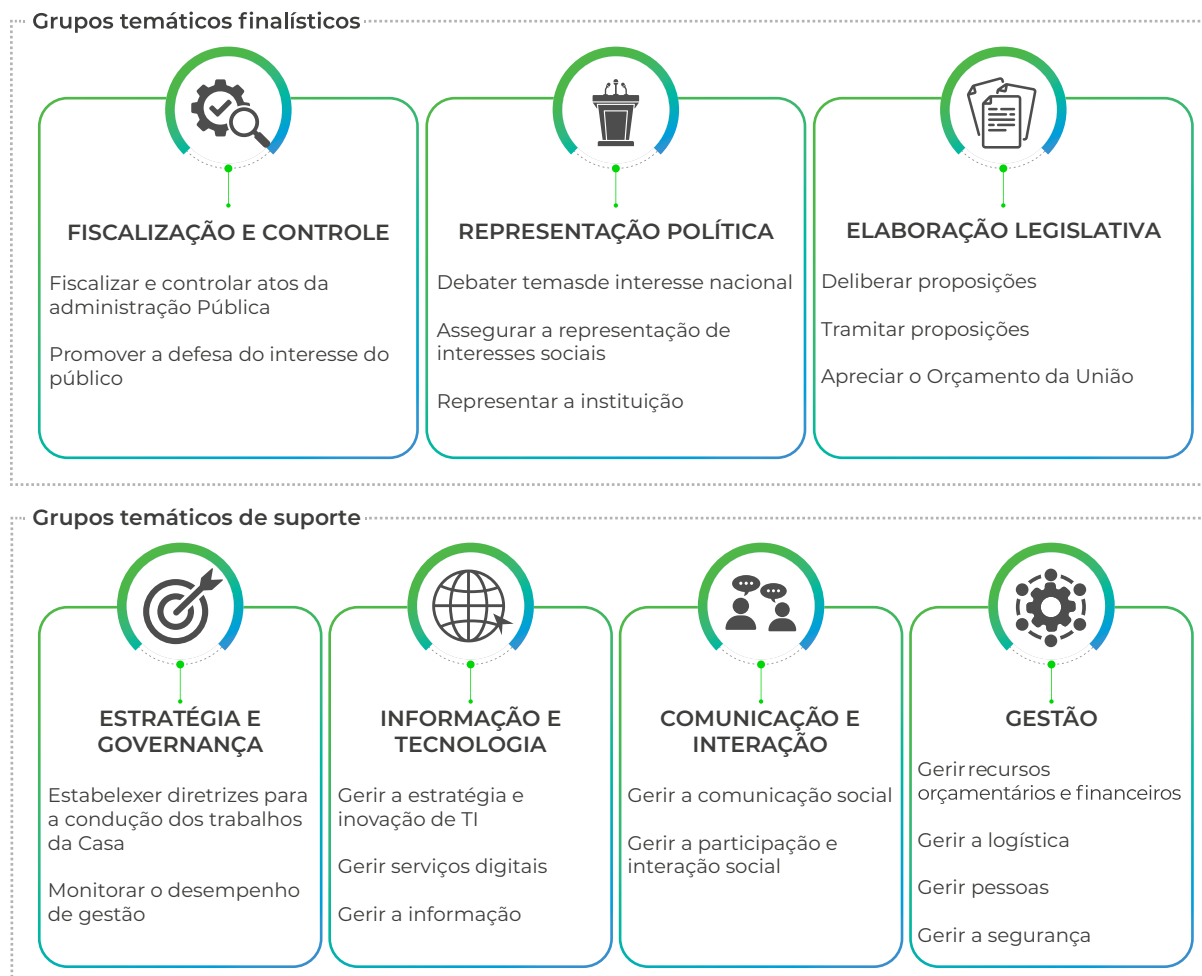 Grupos temáticos finalísticos
FISCALIZAÇÃO E CONTROLE
Fiscalizar e controlar atos da
administração Pública
Promover a defesa do interesse do
público
REPRESENTAÇÃO POLÍTICA
Debater temasde interesse nacional
Assegurar a representação de
interesses sociais
Representar a instituição
ELABORAÇÃO LEGISLATIVA
Deliberar proposições
Tramitar proposições
Apreciar o Orçamento da União
Grupos temáticos de suporte
ESTRATÉGIA E
GOVERNANÇA
Estabelexer diretrizes para
a condução dos trabalhos
da Casa
Monitorar o desempenho
de gestão
INFORMAÇÃO E
TECNOLOGIA
Gerir a estratégia e
inovação de TI
Gerir serviços digitais
Gerir a informação
COMUNICAÇÃO E
INTERAÇÃO
Gerir a comunicação social
Gerir a participação e
interação social
GESTÃO
Gerir recursos
orçamentários e financeiros
Gerir a logística
Gerir pessoas
Gerir a segurança